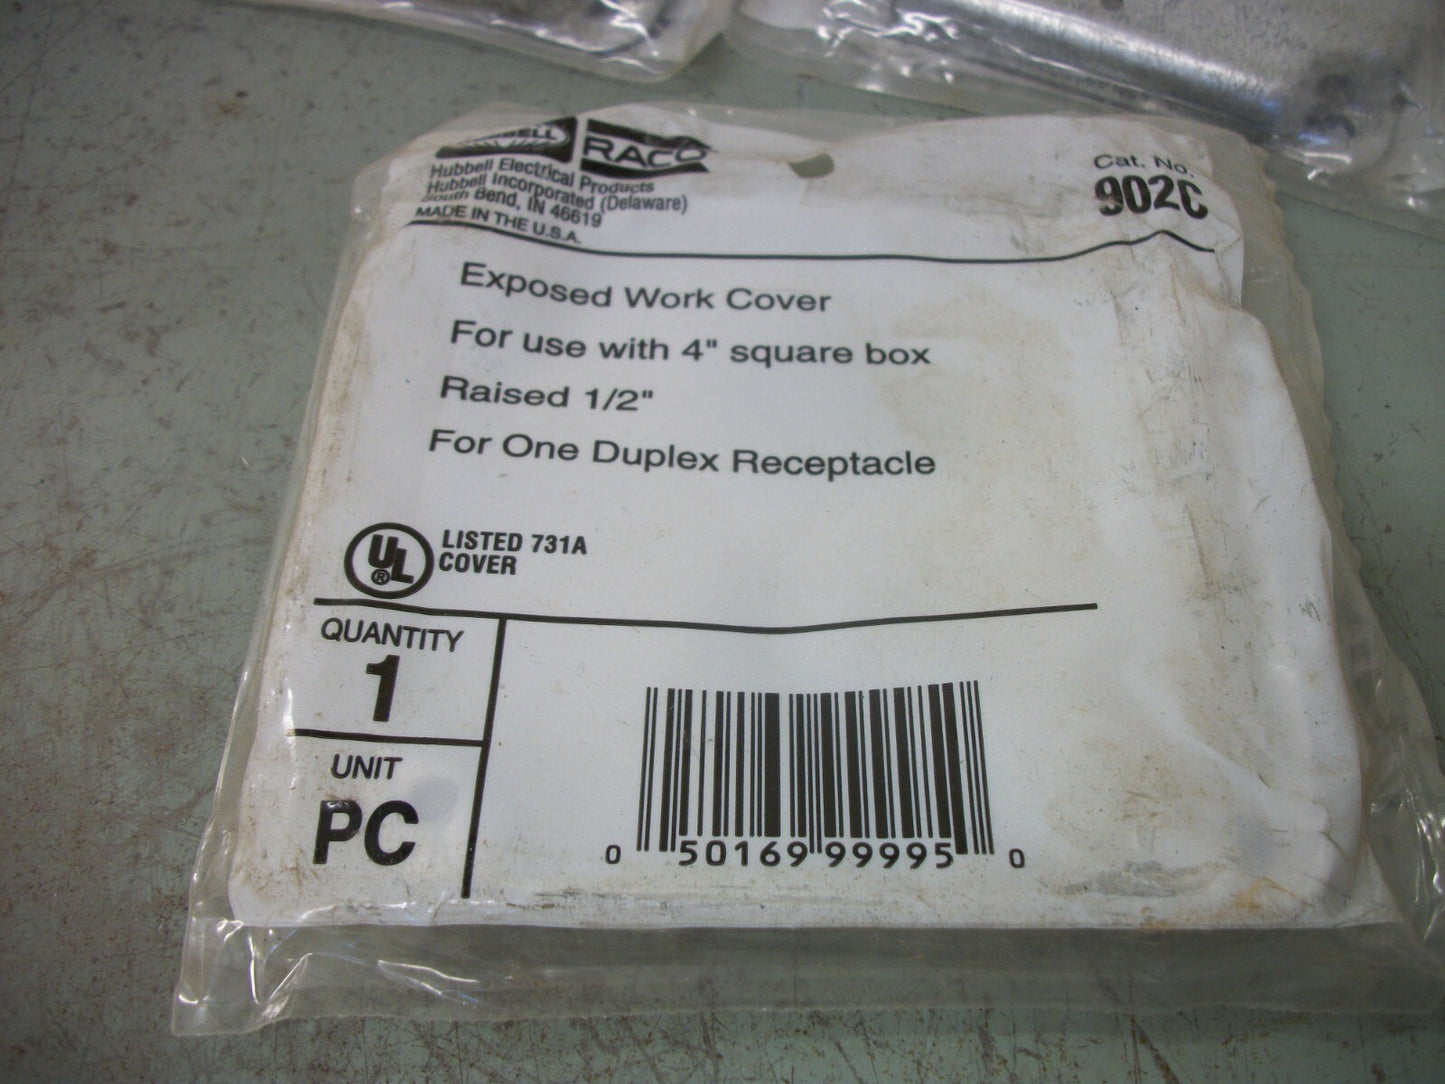 RACO
Cat. No.
902C
Hubbell Electrical Products
Hubbell Incorporated (Delaware)
South Bend, IN 46619
MADE IN THE U.S.A.
Exposed Work Cover
For use with 4" square box
Raised 1/2"
For One Duplex Receptacle
UL
®
LISTED 731A
COVER
QUANTITY
1
UNIT
PC
0 50169 99995 0